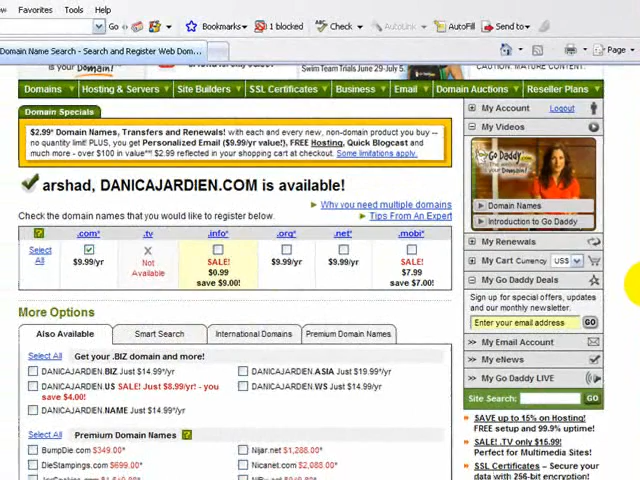 Favorites Tools Help
Go Bookmarks 1 blocked Check AutoLink AutoFill Send to
Domain Name Search - Search and Register Web Dom... Page
is your Domain! Swim Team Trials June 29-July 5. CAUTION: MATURE CONTENT.
Domains Hosting & Servers Site Builders SSL Certificates Business Email Domain Auctions Reseller Plans
Domain Specials
$2.99* Domain Names, Transfers and Renewals! with each and every new, non-domain product you buy --
no quantity limit! PLUS, you get Personalized Email ($9.99/yr value!), FREE Hosting, Quick Blogcast and
much more - over $100 in value**! $2.99 reflected in your shopping cart at checkout. Some limitations apply.
arshad, DANICAJARDIEN.COM is available!
Why you need multiple domains
Check the domain names that you would like to register below. Tips From An Expert
? .com* .tv .info* .org* .net* .mobi*
Select All X
$9.99/yr Not Available SALE! $9.99/yr $9.99/yr SALE!
$0.99 $7.99
save $9.00! save $7.00!
More Options
Also Available Smart Search International Domains Premium Domain Names
Select All Get your .BIZ domain and more!
DANICAJARDIEN.BIZ Just $14.99*/yr DANICAJARDIEN.ASIA Just $19.99*/yr
DANICAJARDIEN.US SALE! Just $8.99/yr! - you save $4.00! DANICAJARDIEN.WS Just $14.99/yr
DANICAJARDIEN.NAME Just $14.99*/yr
Select All Premium Domain Names ?
BumpDie.com $349.00* Nijar.net $1,288.00*
DieStampings.com $699.00* Nicanet.com $2,088.00*
My Account Logout
My Videos
Go Daddy
Domain!
Domain Names
Introduction to Go Daddy
My Renewals
My Cart Currency US$
My Go Daddy Deals
Sign up for special offers, updates
and our monthly newsletter.
Enter your email address GO
My Email Account
My eNews
My Go Daddy LIVE
Site Search: GO
SAVE up to 15% on Hosting!
FREE setup and 99.9% uptime!
SALE! .TV only $15.99!
Perfect for Multimedia Sites!
SSL Certificates – Secure your
data with 256-bit encryption!